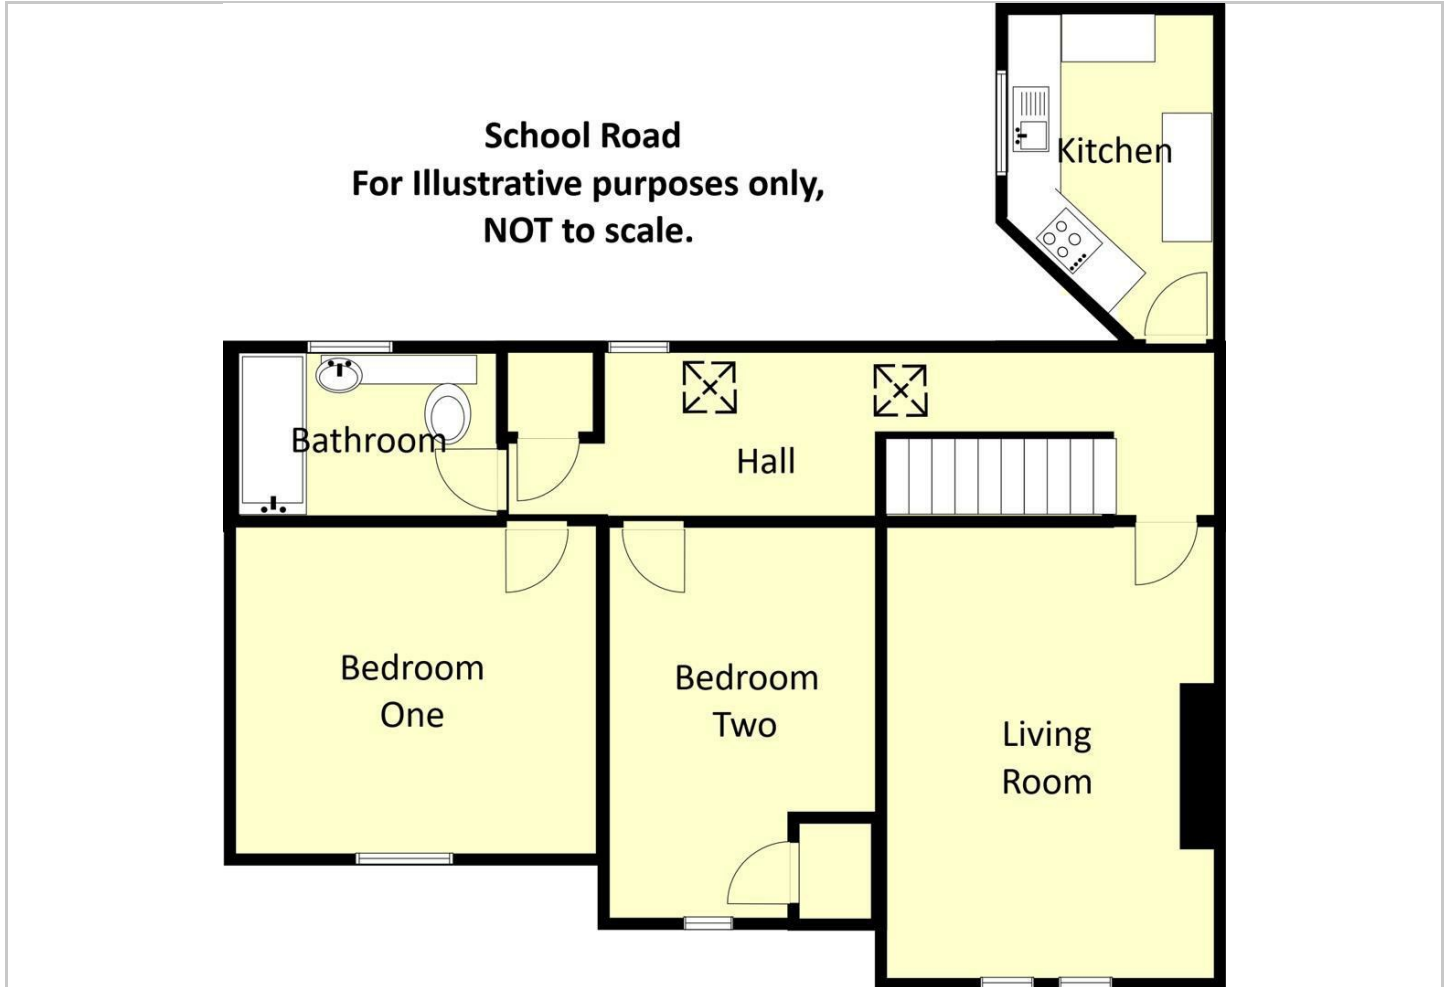 School Road
For Illustrative purposes only,
NOT to scale.
Kitchen
Bathroom
Hall
Bedroom
One
Bedroom
Two
Living
Room